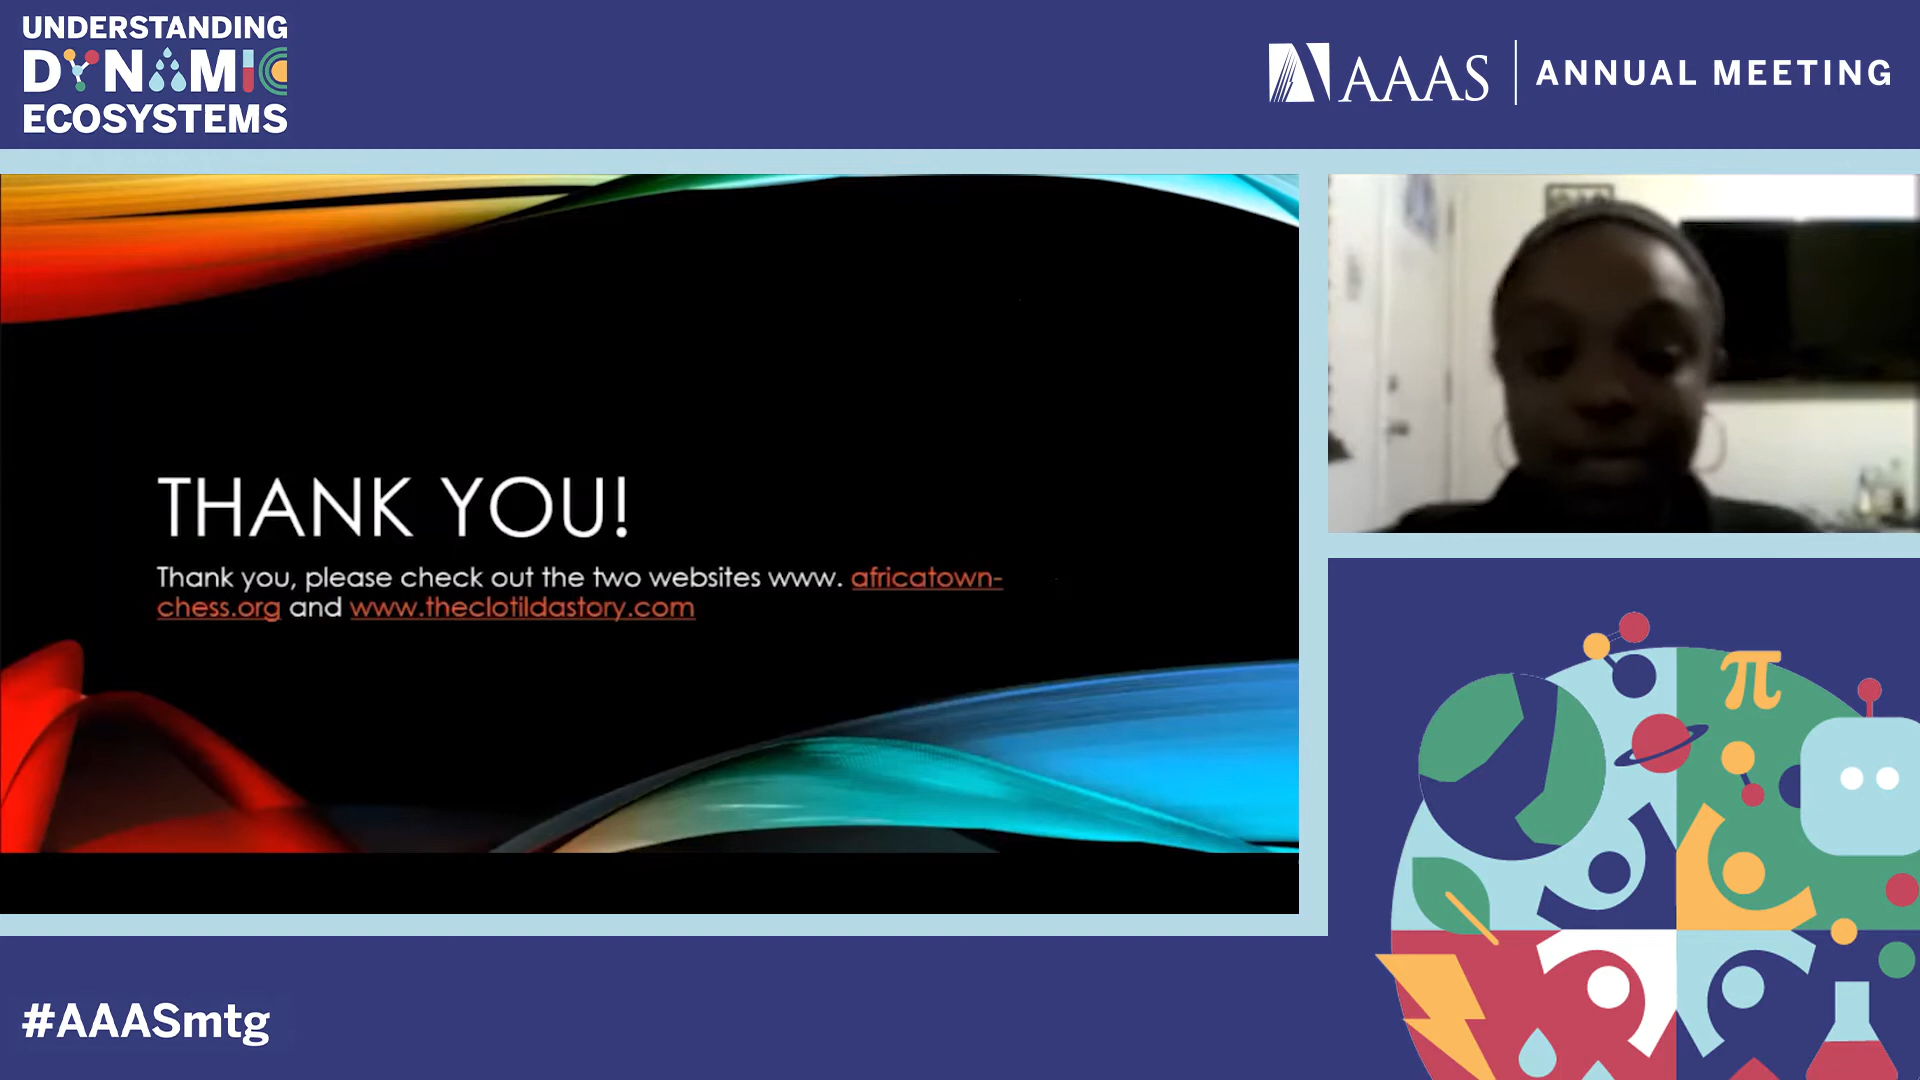 UNDERSTANDING
DYNAMIC
ECOSYSTEMS
AAAS | ANNUAL MEETING
THANK YOU!
Thank you, please check out the two websites www. africatown-
chess.org and www.theclotildastory.com
π
#AAASmtg